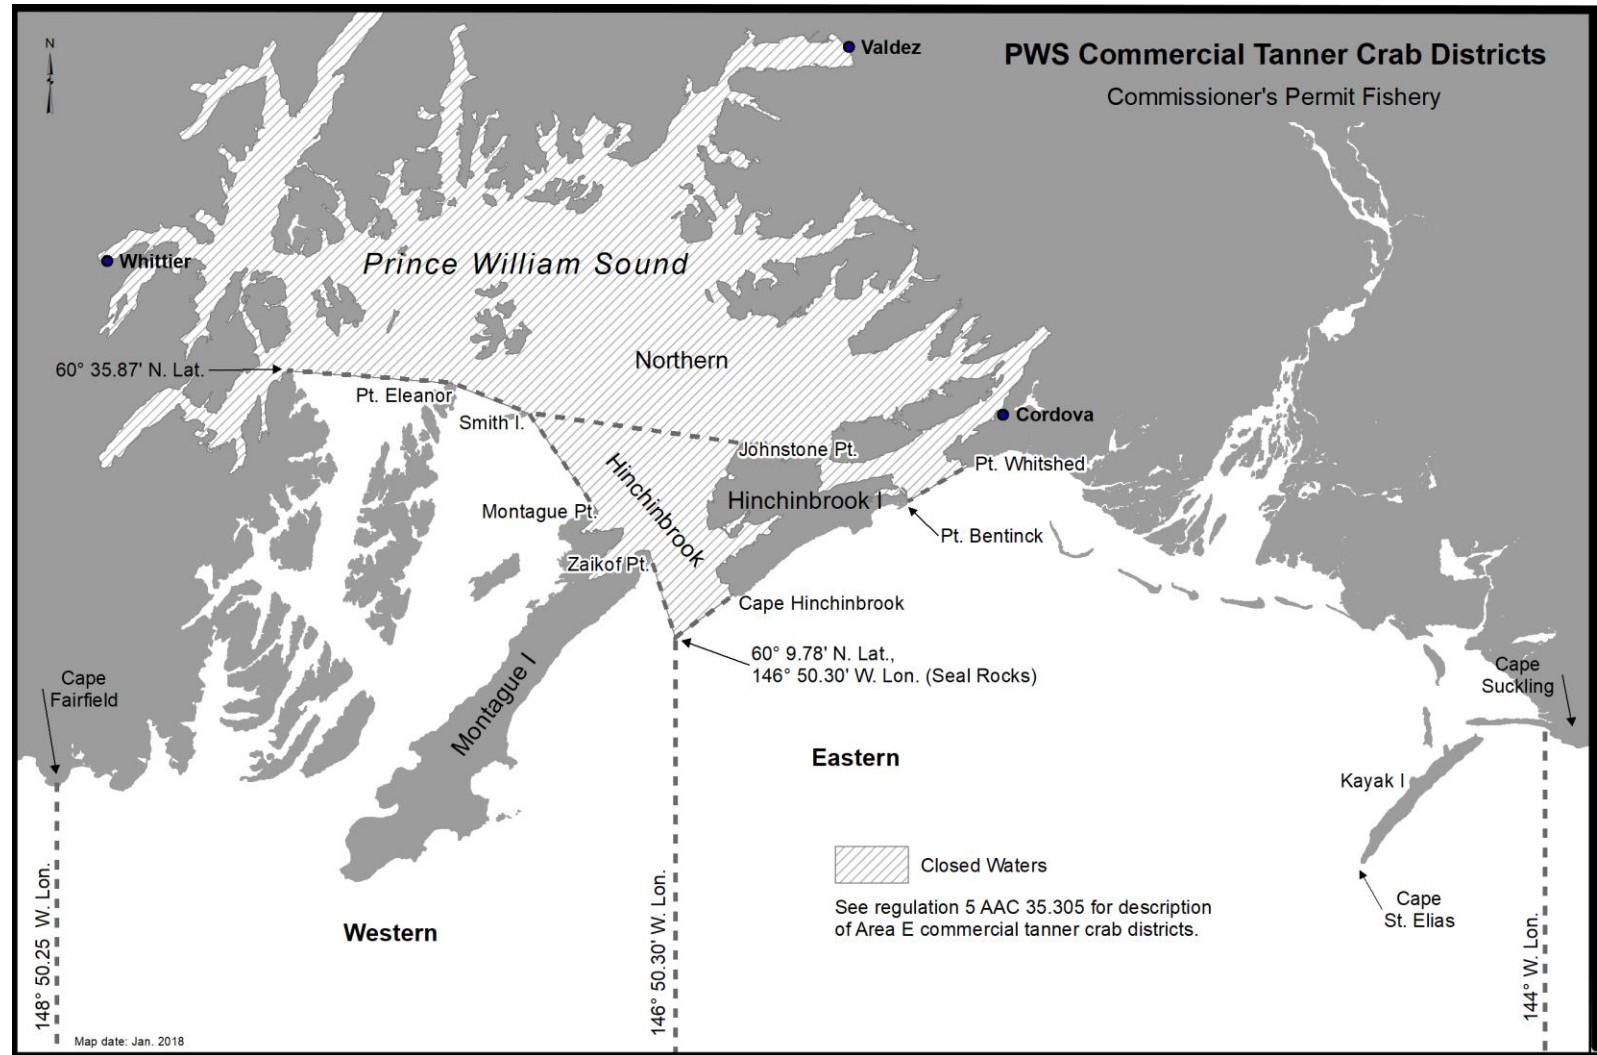 N
Valdez
PWS Commercial Tanner Crab Districts
Commissioner's Permit Fishery
Whittier
Prince William Sound
Northern
60° 35.87' N. Lat.
Pt. Eleanor
Smith I.
Cordova
Johnstone Pt.
Pt. Whitshed
Hinchinbrook
Hinchinbrook I
Montague Pt.
Pt. Bentinck
Zaikof Pt.
Cape Hinchinbrook
60° 9.78' N. Lat.,
146° 50.30' W. Lon. (Seal Rocks)
Cape
Fairfield
Cape
Suckling
Montague I
Eastern
Kayak I
Closed Waters
See regulation 5 AAC 35.305 for description
of Area E commercial tanner crab districts.
Cape
St. Elias
Western
148° 50.25 W. Lon.
146° 50.30' W. Lon.
144° W. Lon.
Map date: Jan. 2018